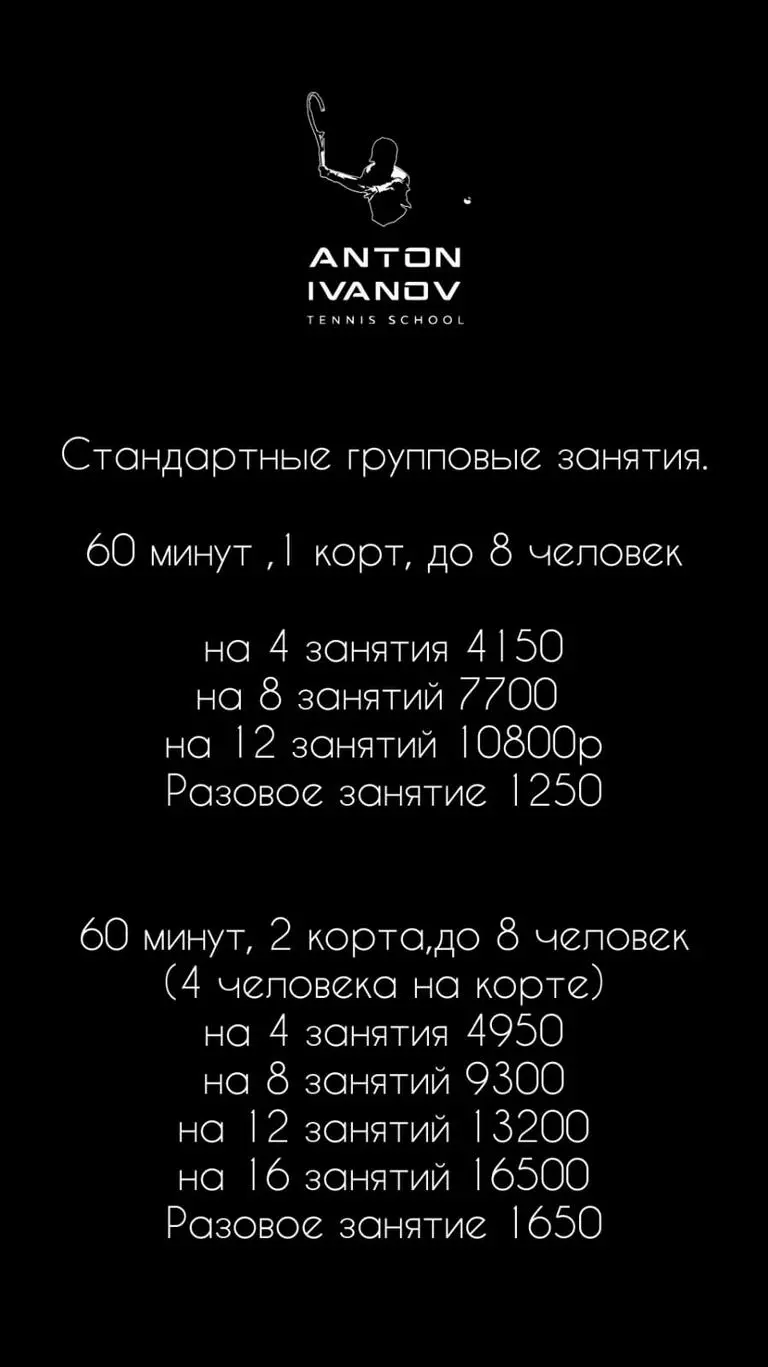 ANTON
IVANOV
TENNIS SCHOOL
Стандартные групповые занятия.
60 минут ,1 корт, до 8 человек
на 4 занятия 4150
на 8 занятий 7700
на 12 занятий 10800р
Разовое занятие 1250
60 минут, 2 корта,до 8 человек
(4 человека на корте)
на 4 занятия 4950
на 8 занятий 9300
на 12 занятий 13200
на 16 занятий 16500
Разовое занятие 1650